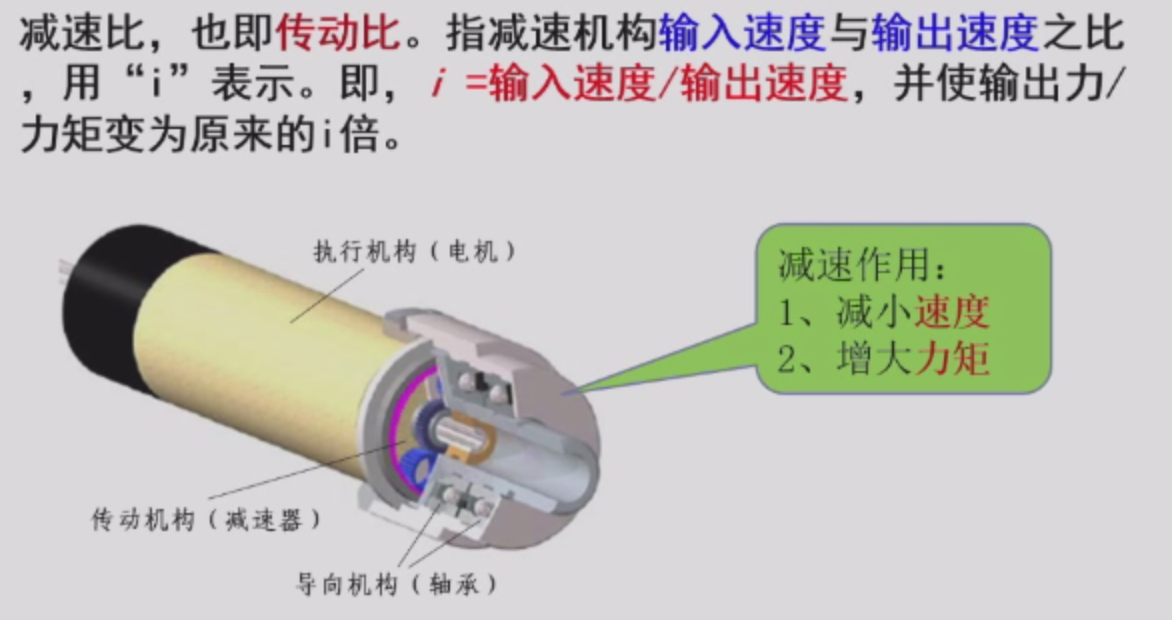 减速比，也即传动比。指减速机构输入速度与输出速度之比
，用“i”表示。即，i =输入速度/输出速度，并使输出力/
力矩变为原来的i倍。
执行机构（电机）
减速作用：
1、减小速度
2、增大力矩
传动机构（减速器）
导向机构（轴承）